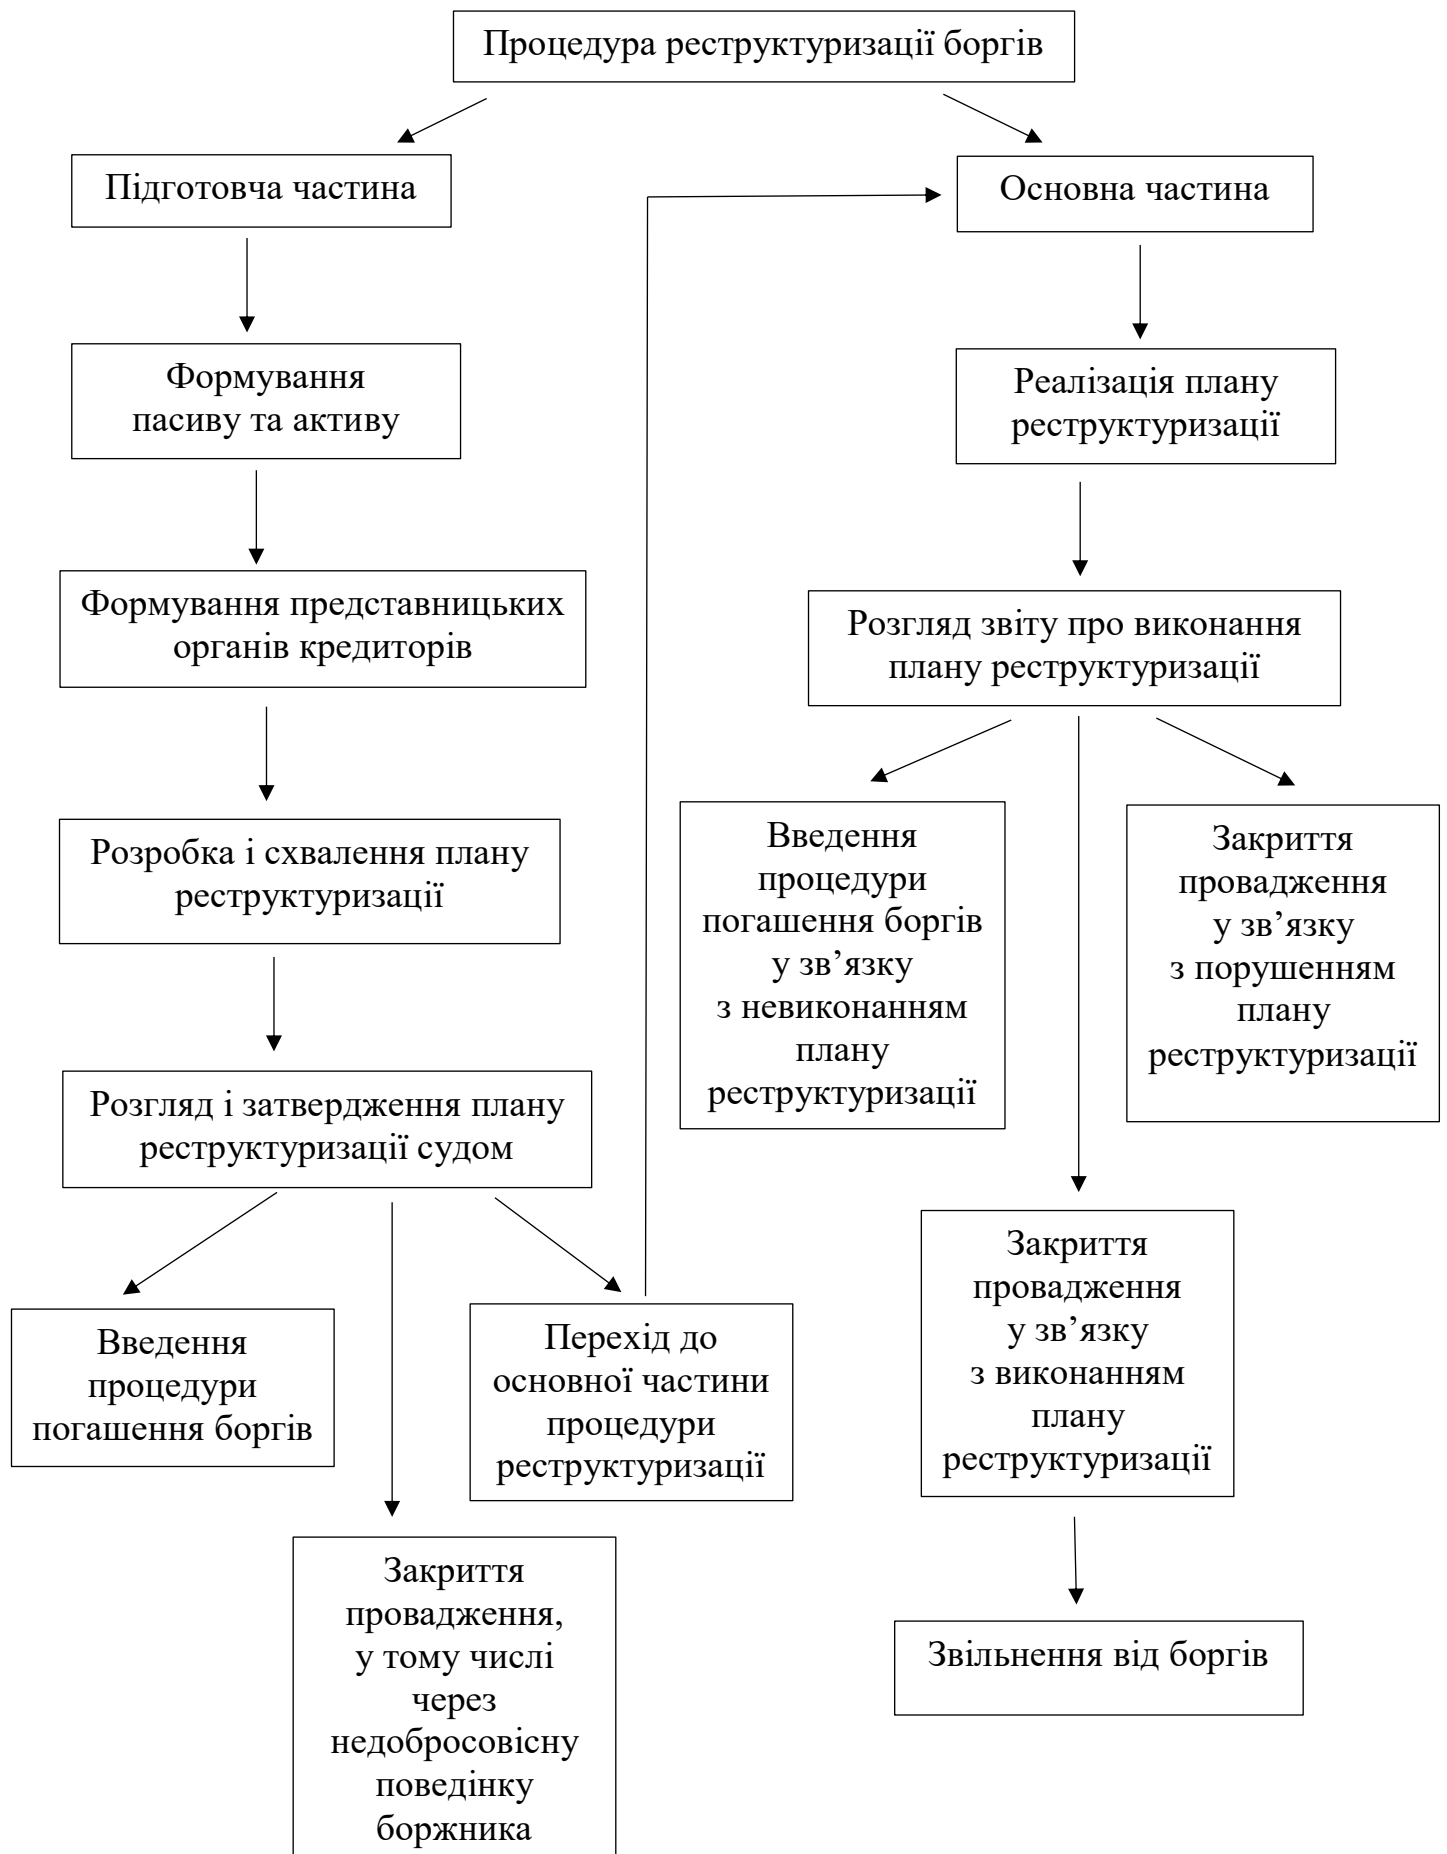 Процедура реструктуризації боргів
Підготовча частина
Основна частина
Формування
пасиву та активу
Реалізація плану
реструктуризації
Формування представницьких
органів кредиторів
Розгляд звіту про виконання
плану реструктуризації
Розробка і схвалення плану
реструктуризації
Введення
процедури
погашення боргів
у зв’язку
з невиконанням
плану
реструктуризації
Закриття
провадження
у зв’язку
з порушенням
плану
реструктуризації
Розгляд і затвердження плану
реструктуризації судом
Введення
процедури
погашення боргів
Перехід до
основної частини
процедури
реструктуризації
Закриття
провадження
у зв’язку
з виконанням
плану
реструктуризації
Закриття
провадження,
у тому числі
через
недобросовісну
поведінку
боржника
Звільнення від боргів